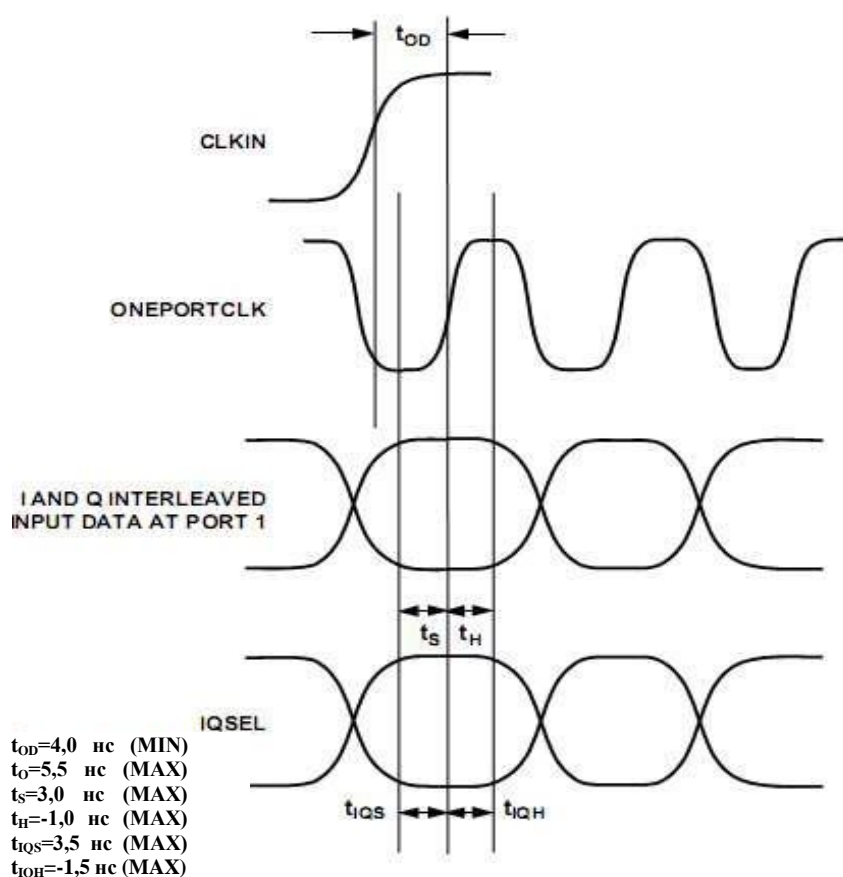 tOD
CLKIN
ONEPORTCLK
I AND Q INTERLEAVED
INPUT DATA AT PORT 1
tS tH
IQSEL
tOD=4,0 нс (MIN)
tO=5,5 нс (MAX)
tS=3,0 нс (MAX)
tH=-1,0 нс (MAX)
tIQS=3,5 нс (MAX)
tIQH=-1,5 нс (MAX)
tIQS tIQH